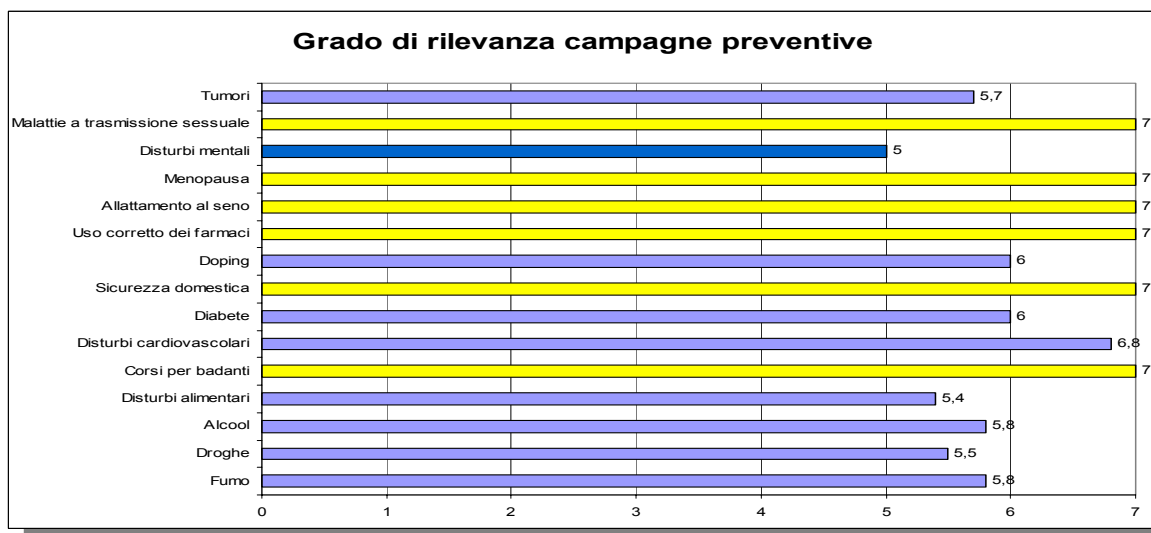 Grado di rilevanza campagne preventive
Tumori 5,7
Malattie a trasmissione sessuale 7
Disturbi mentali 5
Menopausa 7
Allattamento al seno 7
Uso corretto dei farmaci 7
Doping 6
Sicurezza domestica 7
Diabete 6
Disturbi cardiovascolari 6,8
Corsi per badanti 7
Disturbi alimentari 5,4
Alcool 5,8
Droghe 5,5
Fumo 5,8
0 1 2 3 4 5 6 7